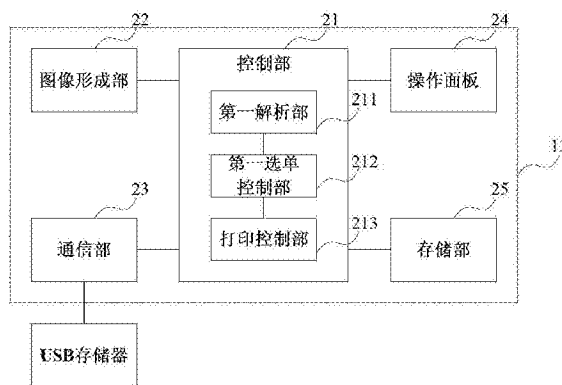 22
21
24
图像形成部
控制部
操作面板
第一解析部
211
第一选单
控制部
212
打印控制部
213
23
25
通信部
存储部
USB存储器